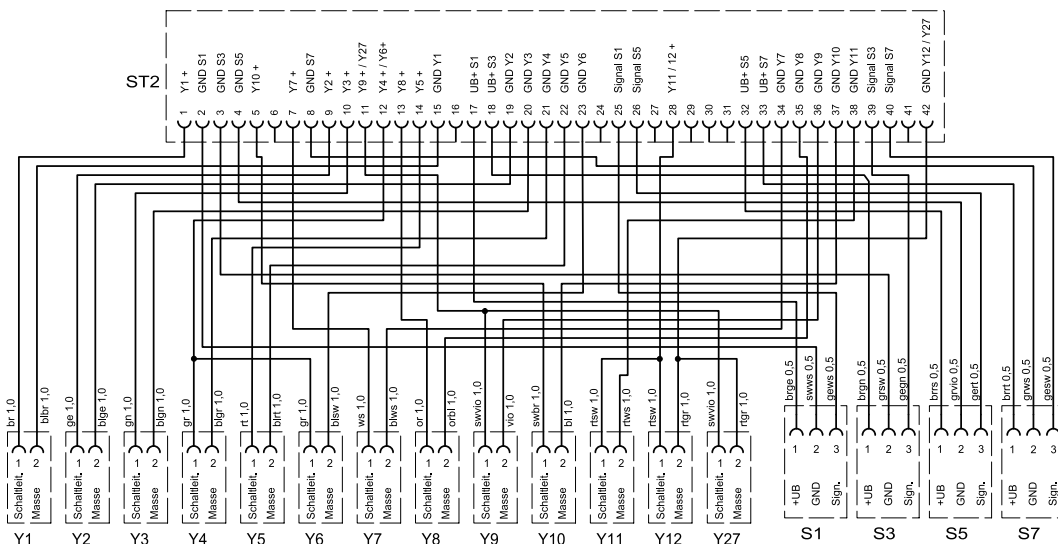 ST2
Y1 +
GND S1
GND S3
GND S5
Y10 +
Y7 +
GND S7
Y2 +
Y3 +
Y9 + / Y27
Y4 + / Y6+
Y8 +
Y5 +
GND Y1
UB+ S1
UB+ S3
GND Y2
GND Y3
GND Y4
GND Y5
GND Y6
Signal S1
Signal S5
Y11 / 12 +
UB+ S5
UB+ S7
GND Y7
GND Y8
GND Y9
GND Y10
GND Y11
Signal S3
Signal S7
GND Y12 / Y27
1 2 3 4 5 6 7 8 9 10 11 12 13 14 15 16 17 18 19 20 21 22 23 24 25 26 27 28 29 30 31 32 33 34 35 36 37 38 39 40 41 42
br 1,0
blbr 1,0
ge 1,0
blge 1,0
gn 1,0
blgn 1,0
gr 1,0
blgr 1,0
rt 1,0
blrt 1,0
gr 1,0
blsw 1,0
ws 1,0
blws 1,0
or 1,0
orbl 1,0
swvio 1,0
vio 1,0
swbr 1,0
bl 1,0
rtsw 1,0
rtws 1,0
rtsw 1,0
rtgr 1,0
swvio 1,0
rtgr 1,0
brge 0,5
swws 0,5
gews 0,5
brgn 0,5
grsw 0,5
gegn 0,5
brrs 0,5
grvio 0,5
gert 0,5
brrt 0,5
grws 0,5
gesw 0,5
1 2 1 2 1 2 1 2 1 2 1 2 1 2 1 2 1 2 1 2 1 2 1 2 1 2
1 2 3 1 2 3 1 2 3 1 2 3
Schaltleit.
Masse
Schaltleit.
Masse
Schaltleit.
Masse
Schaltleit.
Masse
Schaltleit.
Masse
Schaltleit.
Masse
Schaltleit.
Masse
Schaltleit.
Masse
Schaltleit.
Masse
Schaltleit.
Masse
Schaltleit.
Masse
Schaltleit.
Masse
Schaltleit.
Masse
+UB
GND
Sign.
+UB
GND
Sign.
+UB
GND
Sign.
+UB
GND
Sign.
Y1 Y2 Y3 Y4 Y5 Y6 Y7 Y8 Y9 Y10 Y11 Y12 Y27 S1 S3 S5 S7